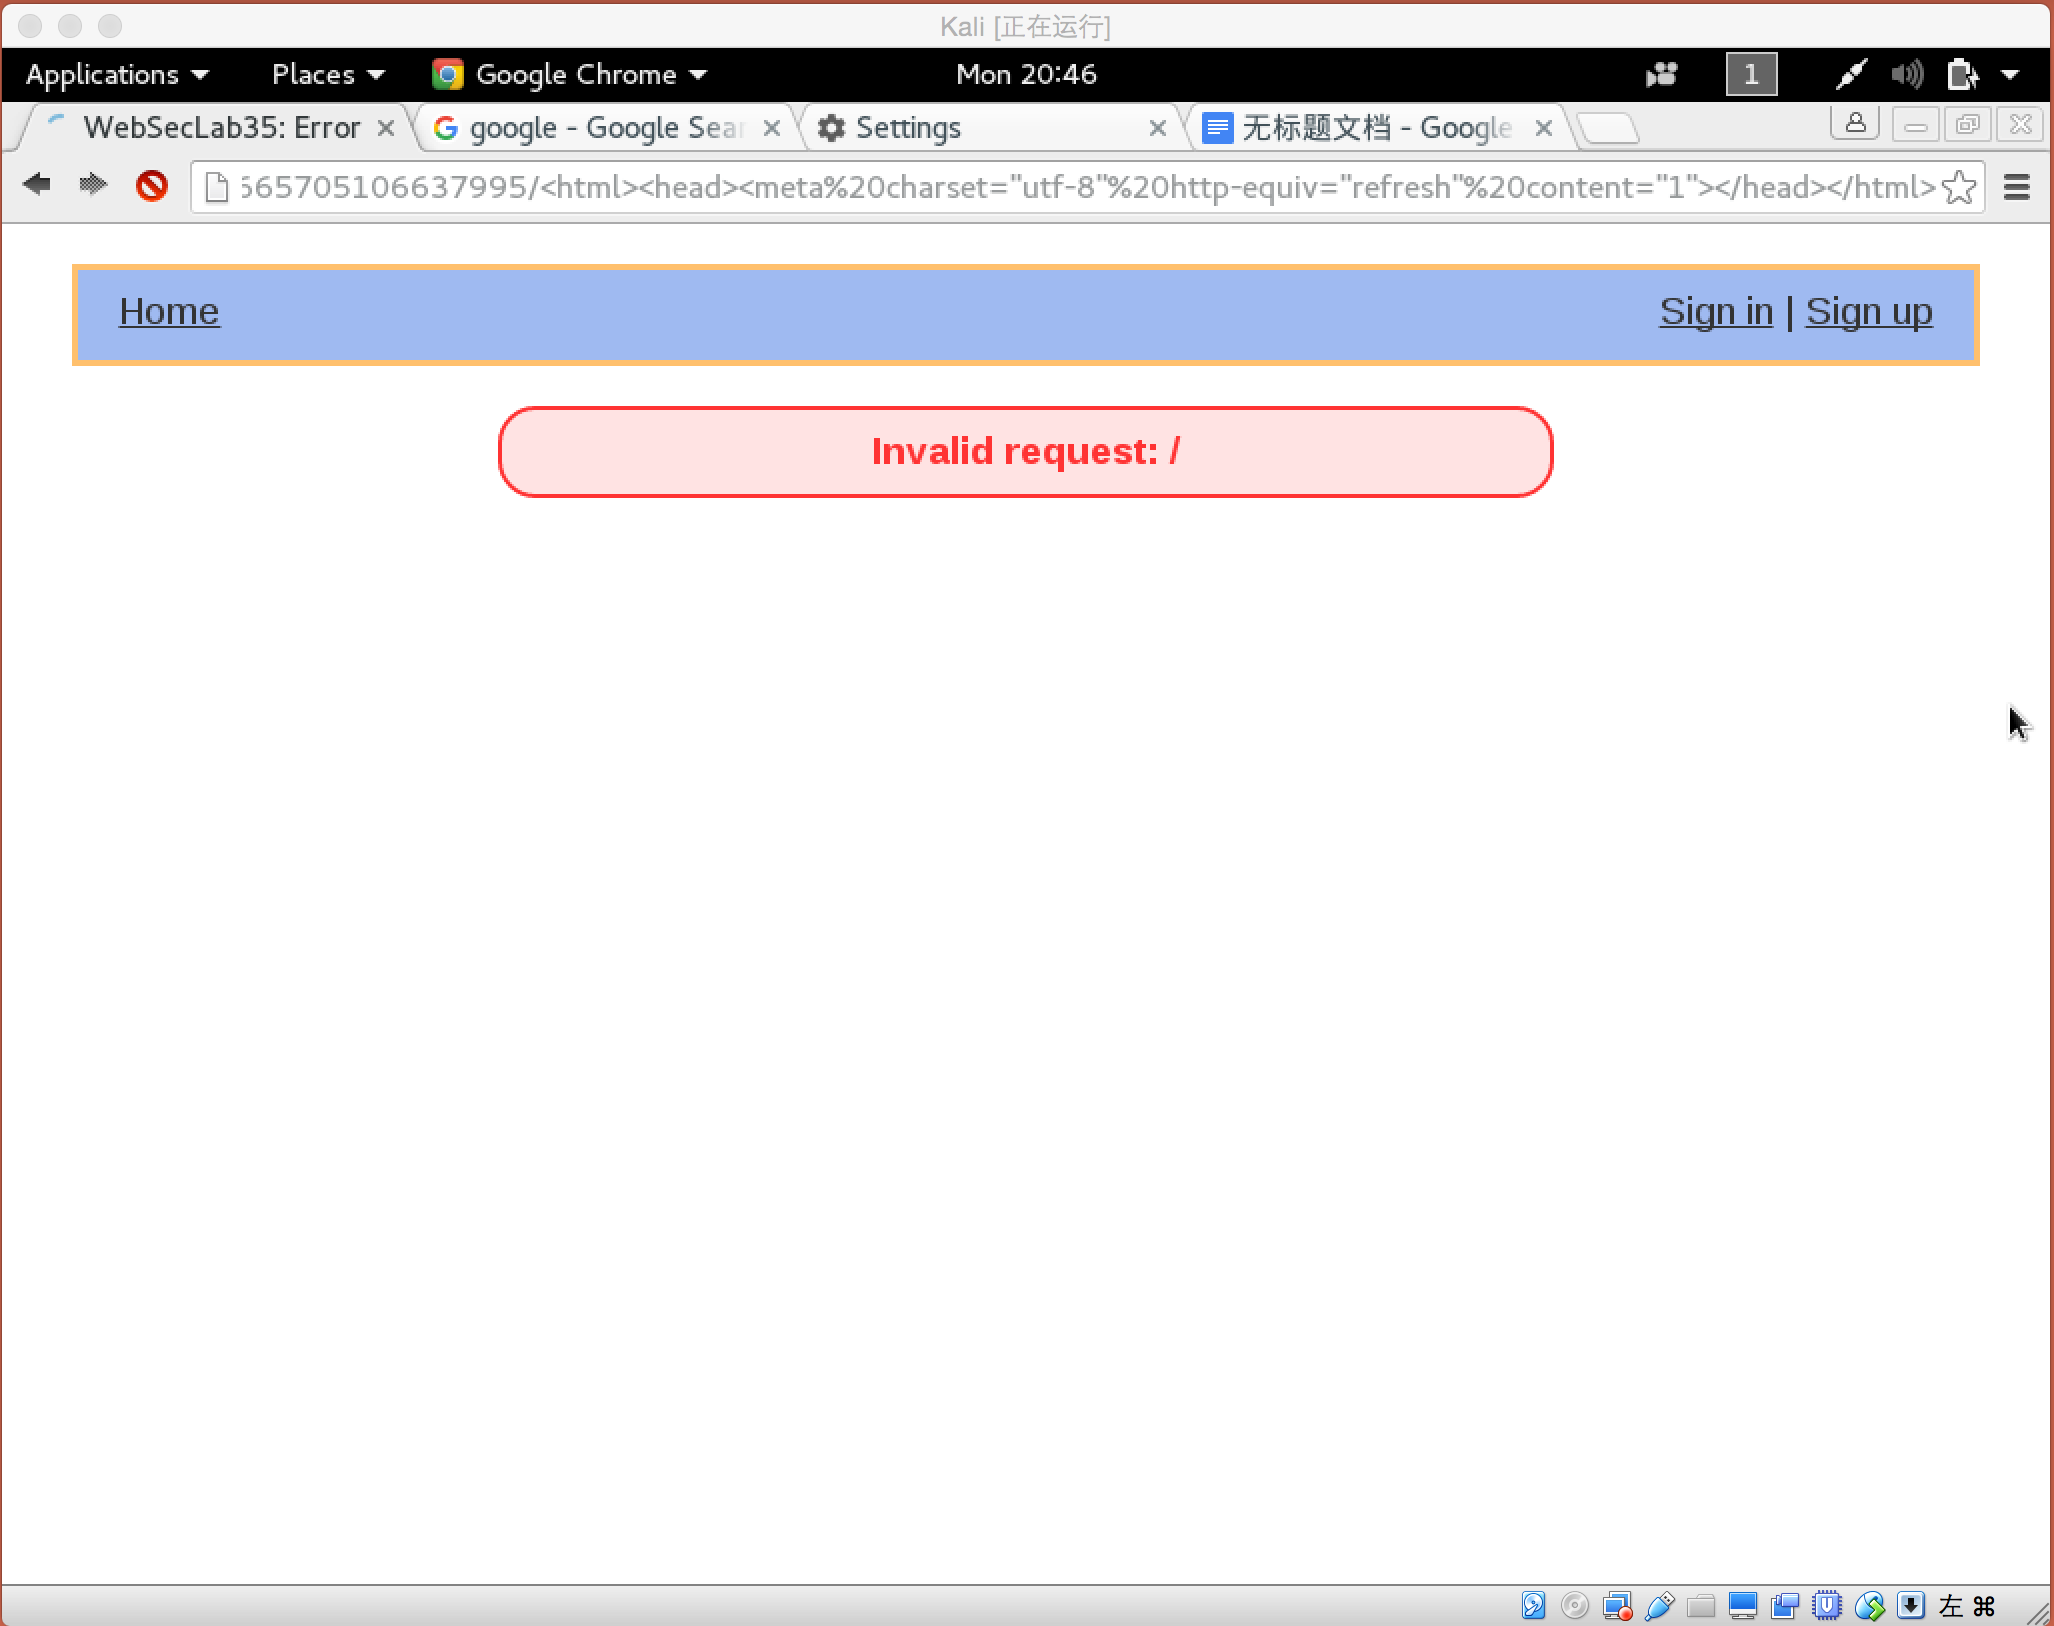 Kali [正在运行]
Applications Places Google Chrome Mon 20:46 1
WebSecLab35: Error google - Google Sear Settings 无标题文档 - Google
665705106637995/<html><head><meta%20charset="utf-8"%20http-equiv="refresh"%20content="1"></head></html>
Home Sign in | Sign up
Invalid request: /
左 ⌘